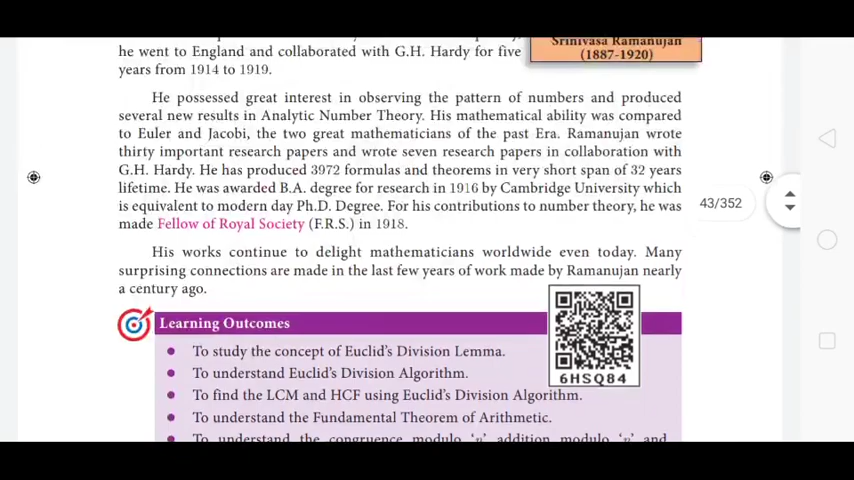 he went to England and collaborated with G.H. Hardy for five
years from 1914 to 1919.
Srinivasa Ramanujan
(1887-1920)
He possessed great interest in observing the pattern of numbers and produced
several new results in Analytic Number Theory. His mathematical ability was compared
to Euler and Jacobi, the two great mathematicians of the past Era. Ramanujan wrote
thirty important research papers and wrote seven research papers in collaboration with
G.H. Hardy. He has produced 3972 formulas and theorems in very short span of 32 years
lifetime. He was awarded B.A. degree for research in 1916 by Cambridge University which
is equivalent to modern day Ph.D. Degree. For his contributions to number theory, he was
made Fellow of Royal Society (F.R.S.) in 1918.
His works continue to delight mathematicians worldwide even today. Many
surprising connections are made in the last few years of work made by Ramanujan nearly
a century ago.
Learning Outcomes
• To study the concept of Euclid's Division Lemma.
• To understand Euclid's Division Algorithm.
• To find the LCM and HCF using Euclid's Division Algorithm.
• To understand the Fundamental Theorem of Arithmetic.
• To understand the congruence modulo 'n' addition modulo 'n' and
6HSQ84
43/352